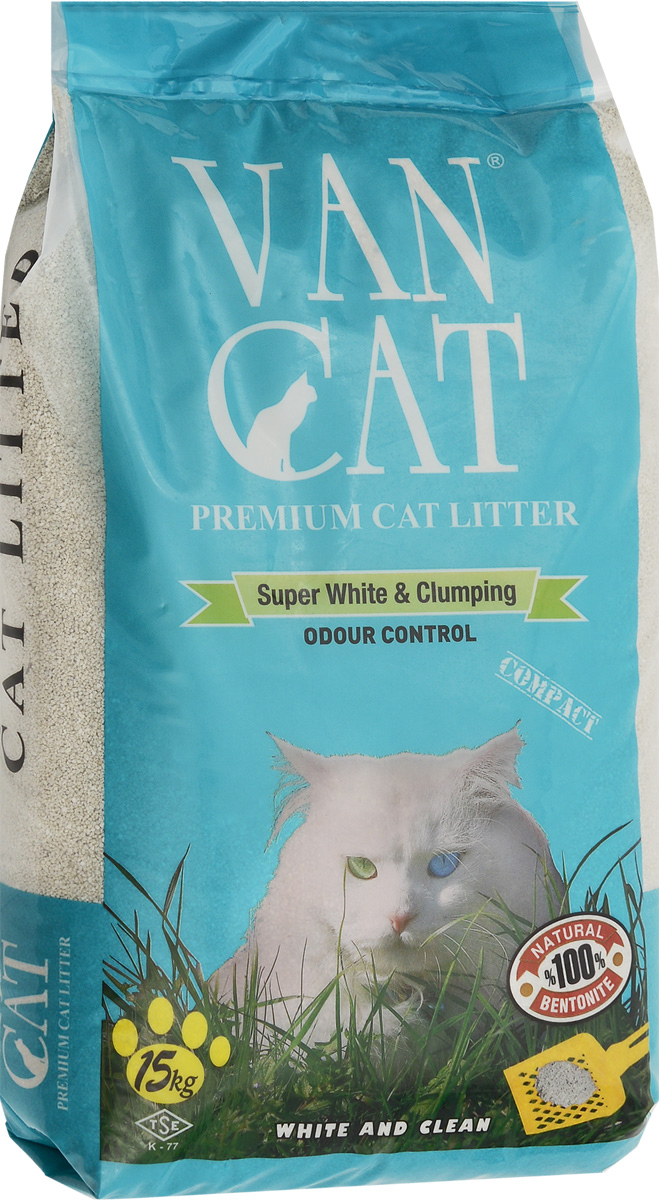 VAN®
CAT
PREMIUM CAT LITTER
Super White & Clumping
ODOUR CONTROL
COMPACT
NATURAL
%100%
BENTONITE
15kg
TSE
K - 77
WHITE AND CLEAN
CAT LITTER
CAT
PREMIUM CAT LITTER